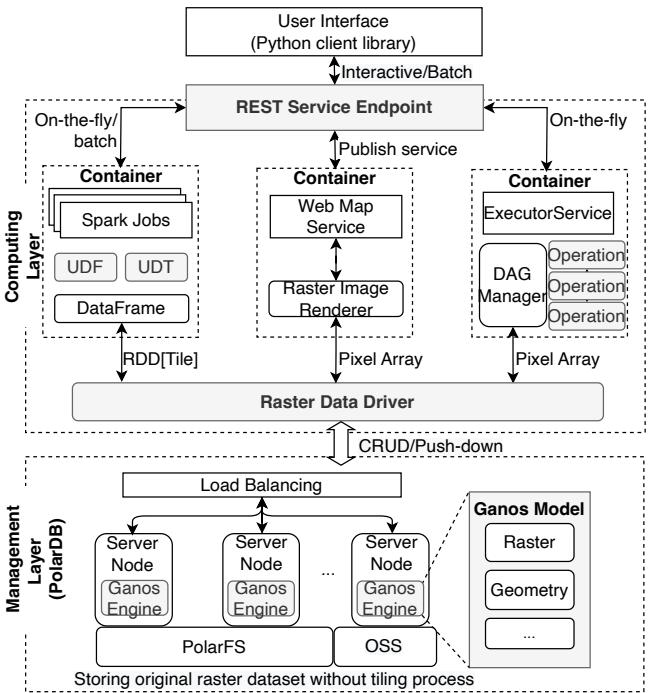 User Interface
(Python client library)
Interactive/Batch
REST Service Endpoint
On-the-fly/
batch
Publish service
On-the-fly
Computing
Layer
Container
Spark Jobs
UDF
UDT
DataFrame
RDD[Tile]
Container
Web Map
Service
Raster Image
Renderer
Pixel Array
Container
ExecutorService
DAG
Manager
Operation
Operation
Operation
Pixel Array
Raster Data Driver
CRUD/Push-down
Management
Layer
(PolarDB)
Load Balancing
Server
Node
Ganos
Engine
Server
Node
Ganos
Engine
...
Server
Node
Ganos
Engine
Ganos Model
Raster
Geometry
...
PolarFS
OSS
Storing original raster dataset without tiling process